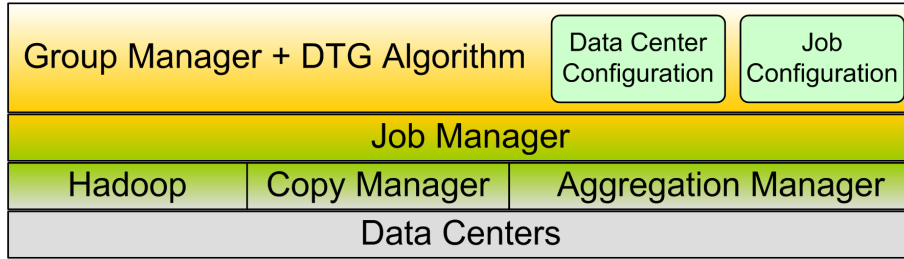 Group Manager + DTG Algorithm
Data Center
Configuration
Job
Configuration
Job Manager
Hadoop
Copy Manager
Aggregation Manager
Data Centers